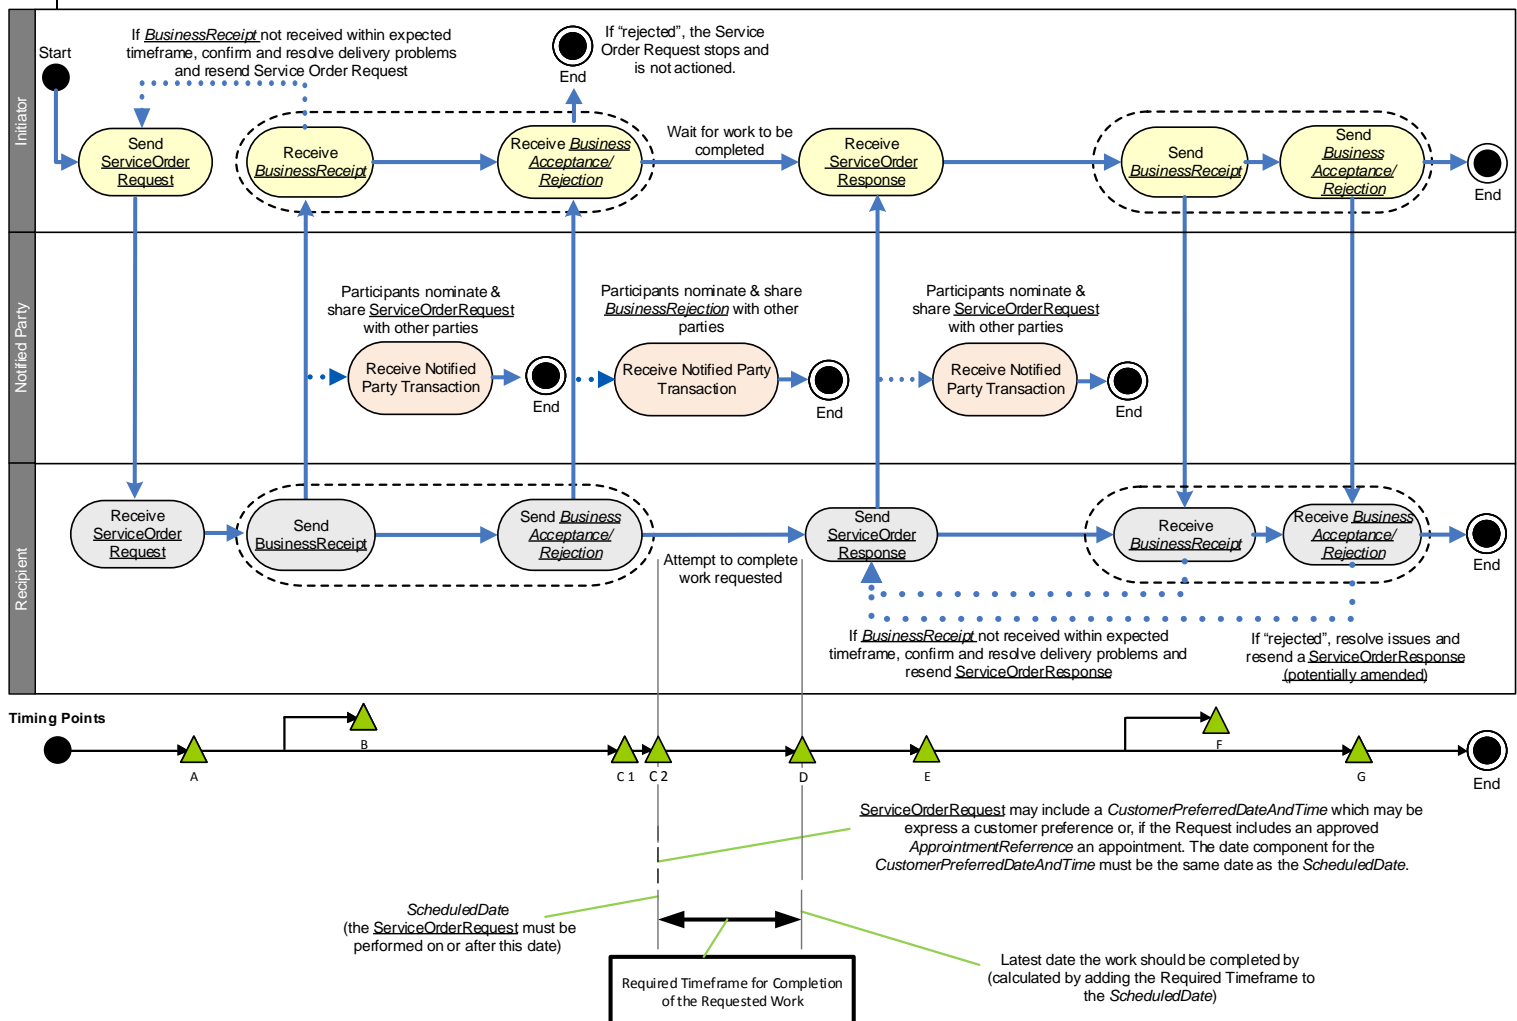 Initiator
Start
If BusinessReceipt not received within expected
timeframe, confirm and resolve delivery problems
and resend Service Order Request
End
If “rejected”, the Service
Order Request stops and
is not actioned.
Send
ServiceOrder
Request
Receive
BusinessReceipt
Receive Business
Acceptance/
Rejection
Wait for work to be
completed
Receive
ServiceOrder
Response
Send
BusinessReceipt
Send
Business
Acceptance/
Rejection
End
Notified Party
Participants nominate &
share ServiceOrderRequest
with other parties
Receive Notified
Party Transaction
End
Participants nominate & share
BusinessRejection with other
parties
Receive Notified Party
Transaction
End
Participants nominate &
share ServiceOrderRequest
with other parties
Receive Notified
Party Transaction
End
Recipient
Receive
ServiceOrder
Request
Send
BusinessReceipt
Send Business
Acceptance/
Rejection
Attempt to complete
work requested
Send
ServiceOrder
Response
Receive
BusinessReceipt
Receive Business
Acceptance/
Rejection
End
If BusinessReceipt not received within expected
timeframe, confirm and resolve delivery problems and
resend ServiceOrderResponse
If “rejected”, resolve issues and
resend a ServiceOrderResponse
(potentially amended)
Timing Points
A
B
C1
C2
D
E
F
G
End
ServiceOrderRequest may include a CustomerPreferredDateAndTime which may be
express a customer preference or, if the Request includes an approved
ApprointmentReferrence an appointment. The date component for the
CustomerPreferredDateAndTime must be the same date as the ScheduledDate.
ScheduledDate
(the ServiceOrderRequest must be
performed on or after this date)
Required Timeframe for Completion
of the Requested Work
Latest date the work should be completed by
(calculated by adding the Required Timeframe to
the ScheduledDate)